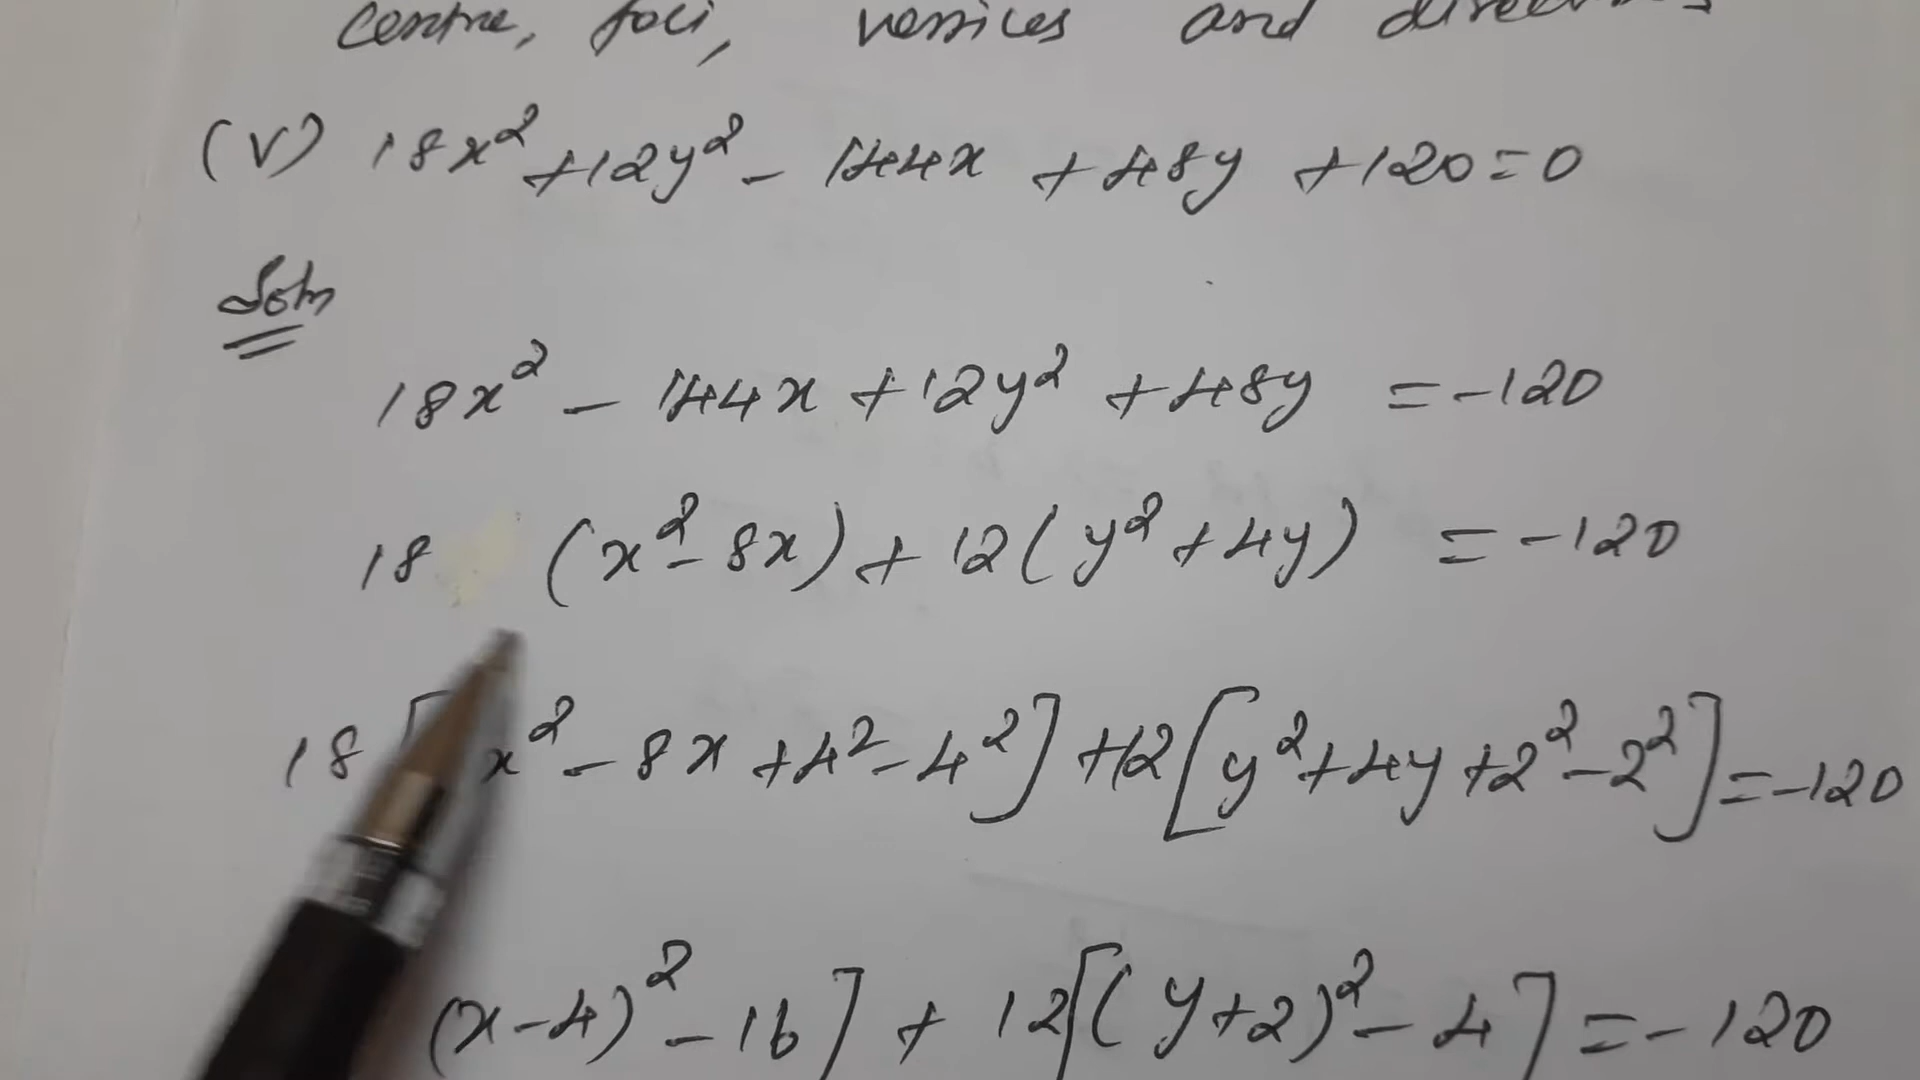 centre, foci, vertices and
(V) 18x² + 12y² - 144x + 48y + 120 = 0
Soln
18x² - 144x + 12y² + 48y = -120
18 (x² - 8x) + 12(y² + 4y) = -120
18[x² - 8x + 4² - 4²] + 12[y² + 4y + 2² - 2²] = -120
(x-4)² - 16] + 12[(y+2)² - 4] = -120